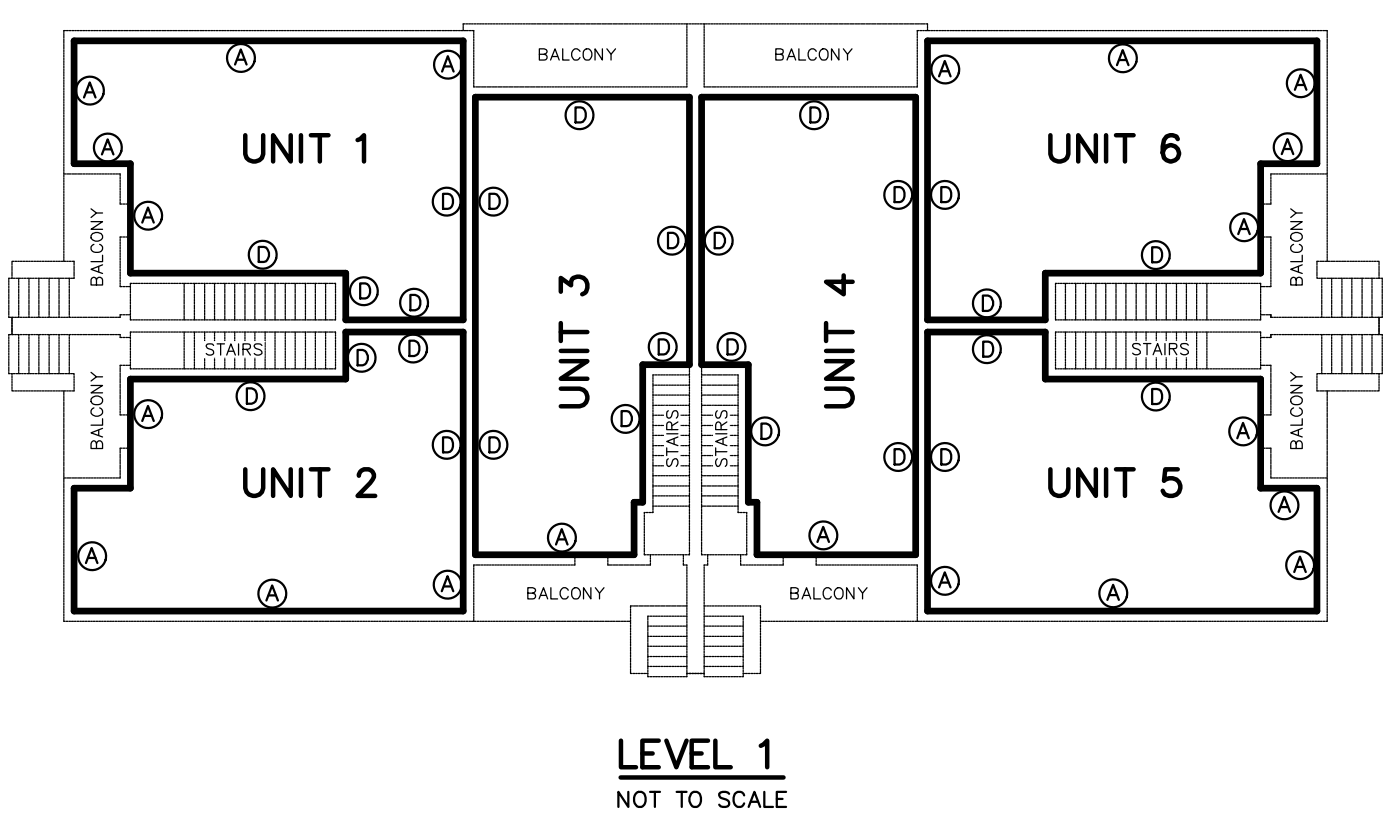 BALCONY BALCONY
A A A A
A A
A A
D D
UNIT 1 UNIT 6
A A
D D D D
A A
BALCONY BALCONY
D D
D D
D D
UNIT 3 UNIT 4
D D D
STAIRS STAIRS
D D D D
D D
BALCONY BALCONY
A A
D D
STAIRS STAIRS
D D D D
UNIT 2 UNIT 5
A
A A
A A
A A
A A
BALCONY BALCONY
LEVEL 1
NOT TO SCALE